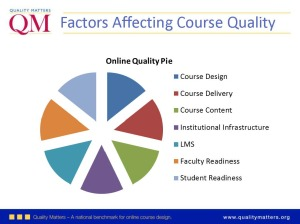 QUALITY MATTERS
QM
Factors Affecting Course Quality
Online Quality Pie
Course Design
Course Delivery
Course Content
Institutional Infrastructure
LMS
Faculty Readiness
Student Readiness
Quality Matters – A national benchmark for online course design.
www.qualitymatters.org